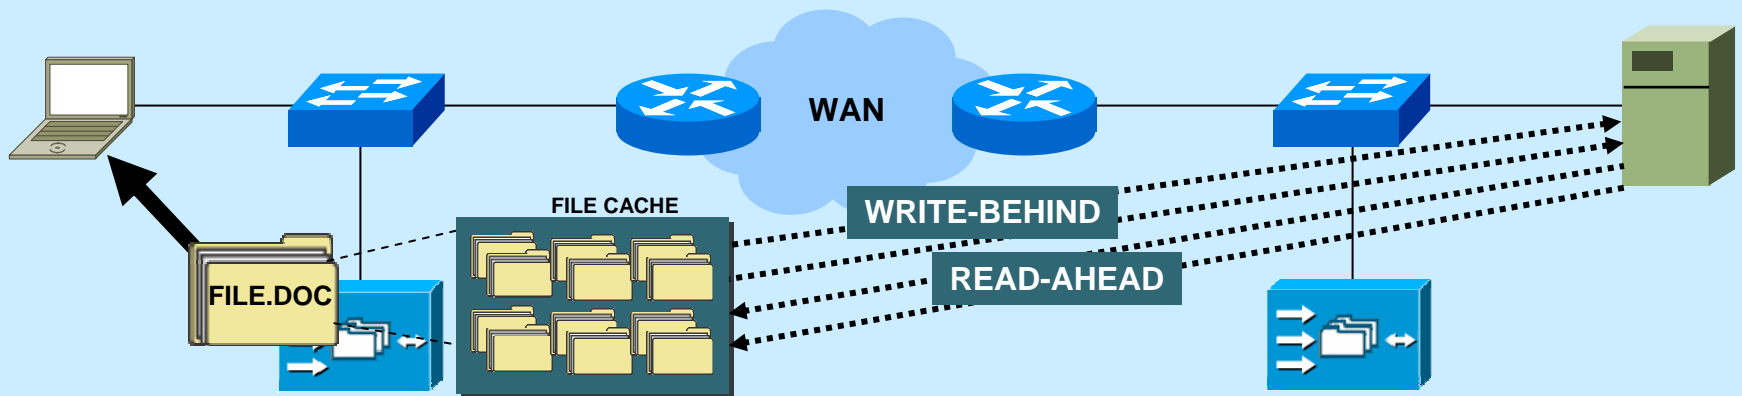 WAN
FILE CACHE
WRITE-BEHIND
READ-AHEAD
FILE.DOC